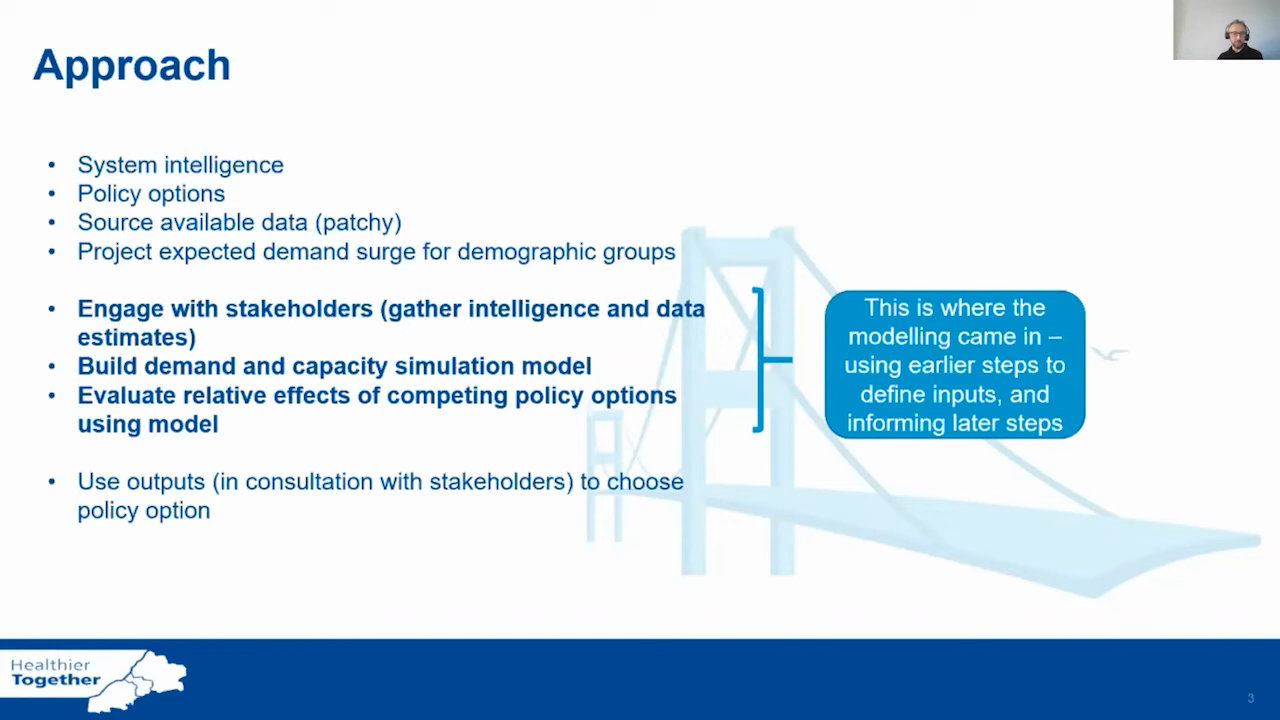 Approach
• System intelligence
• Policy options
• Source available data (patchy)
• Project expected demand surge for demographic groups
• Engage with stakeholders (gather intelligence and data
estimates)
• Build demand and capacity simulation model
• Evaluate relative effects of competing policy options
using model
• Use outputs (in consultation with stakeholders) to choose
policy option
This is where the
modelling came in –
using earlier steps to
define inputs, and
informing later steps
Healthier
Together
3